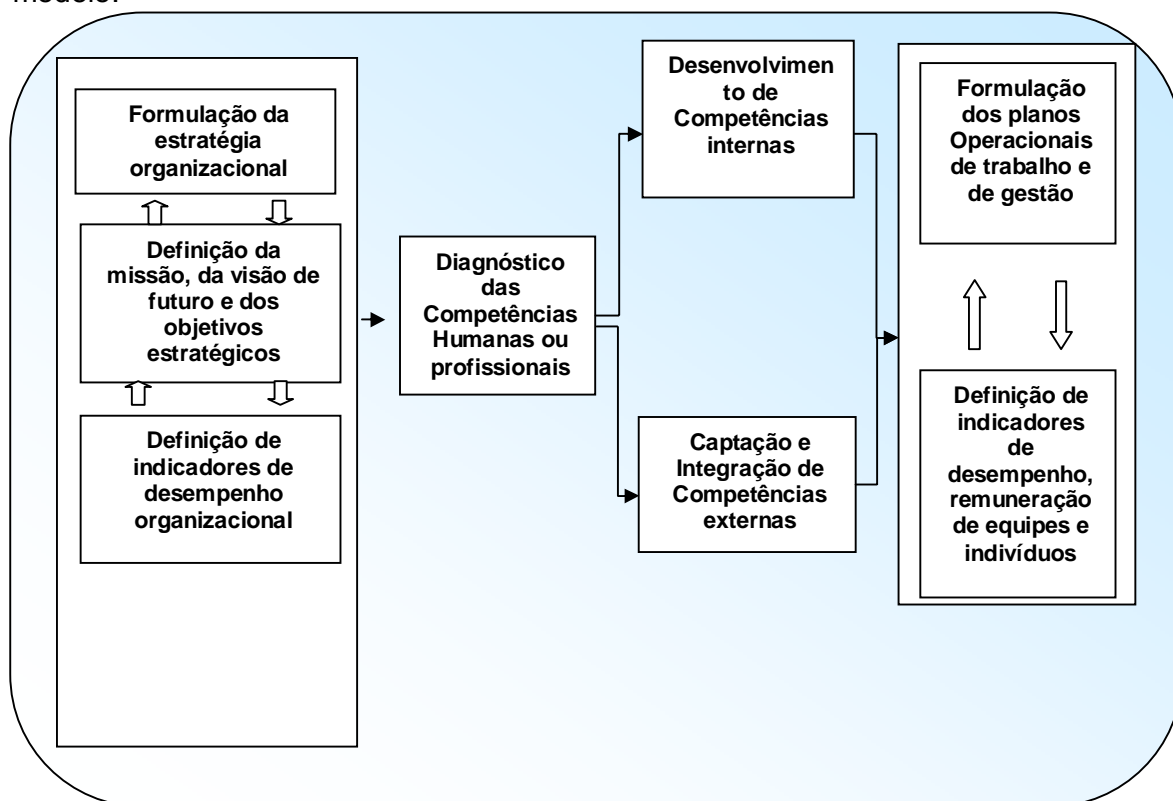 modelo:
Formulação da
estratégia
organizacional
Definição da
missão, da visão de
futuro e dos
objetivos
estratégicos
Definição de
indicadores de
desempenho
organizacional
Diagnóstico
das
Competências
Humanas ou
profissionais
Desenvolvimen
to de
Competências
internas
Captação e
Integração de
Competências
externas
Formulação
dos planos
Operacionais
de trabalho e
de gestão
Definição de
indicadores
de
desempenho,
remuneração
de equipes e
indivíduos